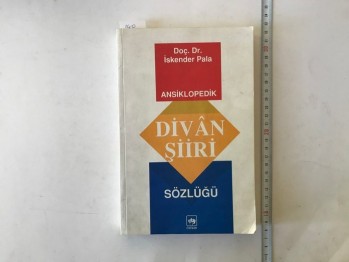 Doç. Dr.
İskender Pala
ANSİKLOPEDİK
DİVÂN
ŞİİRİ
SÖZLÜĞÜ